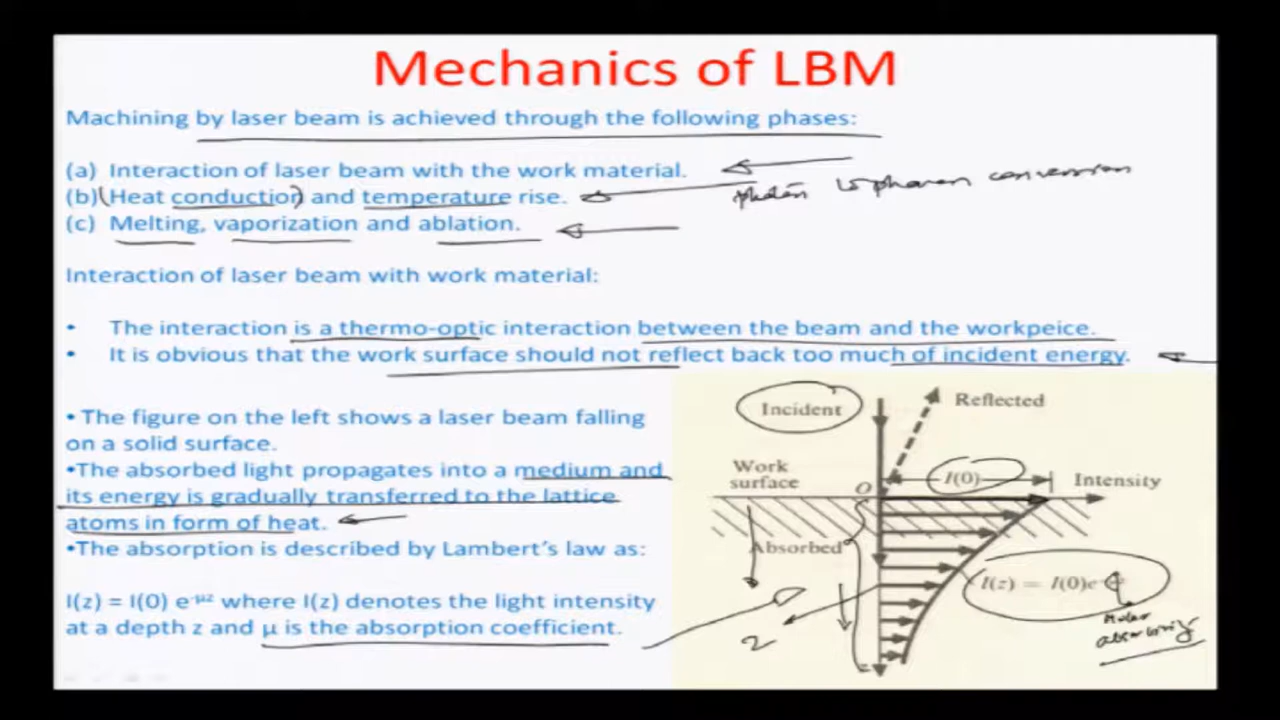 Mechanics of LBM
Machining by laser beam is achieved through the following phases:
(a) Interaction of laser beam with the work material.
(b) (Heat conduction) and temperature rise.
photon to phonon conversion
(c) Melting, vaporization and ablation.
Interaction of laser beam with work material:
• The interaction is a thermo-optic interaction between the beam and the workpeice.
• It is obvious that the work surface should not reflect back too much of incident energy.
• The figure on the left shows a laser beam falling
on a solid surface.
•The absorbed light propagates into a medium and
its energy is gradually transferred to the lattice
atoms in form of heat.
•The absorption is described by Lambert's law as:
I(z) = I(0) e-μz where I(z) denotes the light intensity
at a depth z and μ is the absorption coefficient.
Incident
Reflected
Work
surface
O
I(0)
Intensity
Absorbed
I(z) = I(0)e
Molar
absorbtivity
z